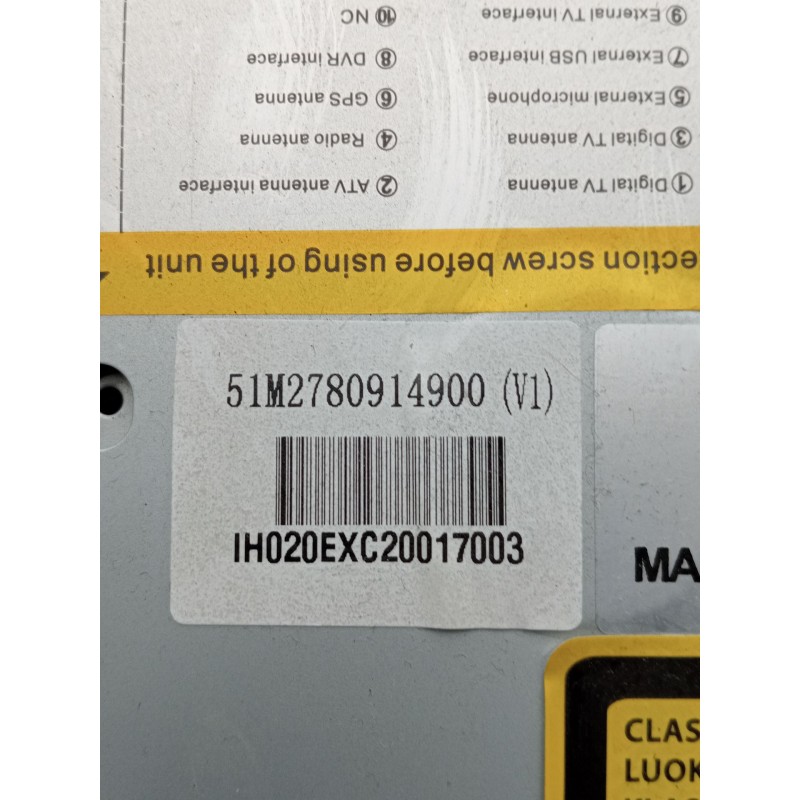 ① Digital TV antenna ② ATV antenna interface
③ Digital TV antenna ④ Radio antenna
⑤ External microphone ⑥ GPS antenna
⑦ External USB interface ⑧ DVR interface
⑨ External TV interface ⑩ NC
ection screw before using of the unit
51M2780914900 (V1)
IH020EXC20017003
MA
CLAS
LUOK